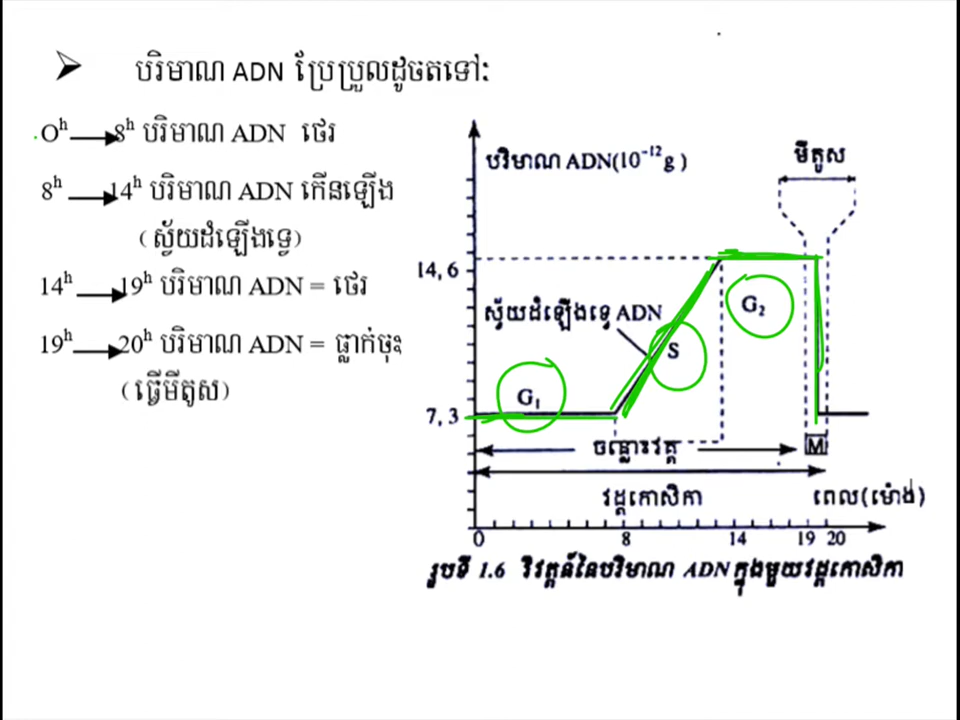 បរិមាណ ADN ប្រែប្រួលដូចតទៅ:
0h 8h បរិមាណ ADN ថេរ
8h 14h បរិមាណ ADN កើនឡើង
( ស្វ័យដំឡើងទ្វេ)
14h 19h បរិមាណ ADN = ថេរ
19h 20h បរិមាណ ADN = ធ្លាក់ចុះ
(ធ្វើមីតូស)
បរិមាណ ADN(10-12g )
មីតូស
14, 6
ស្វ័យដំឡើងទ្វេ ADN
G2
S
G1
7, 3
ចន្លោះវគ្គ
M
វដ្តកោសិកា
ពេល(ម៉ោង)
0 8 14 19 20
រូបទី 1.6 វិវត្តន៍នៃបរិមាណ ADN ក្នុងមួយវដ្តកោសិកា